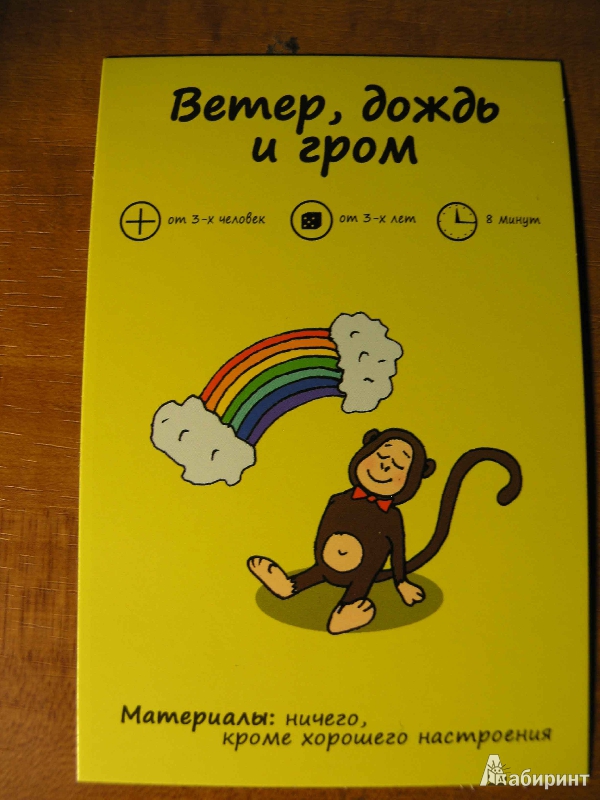 Ветер, дождь
и гром
от 3-х человек
от 3-х лет
8 минут
Материалы: ничего,
кроме хорошего настроения
Лабиринт